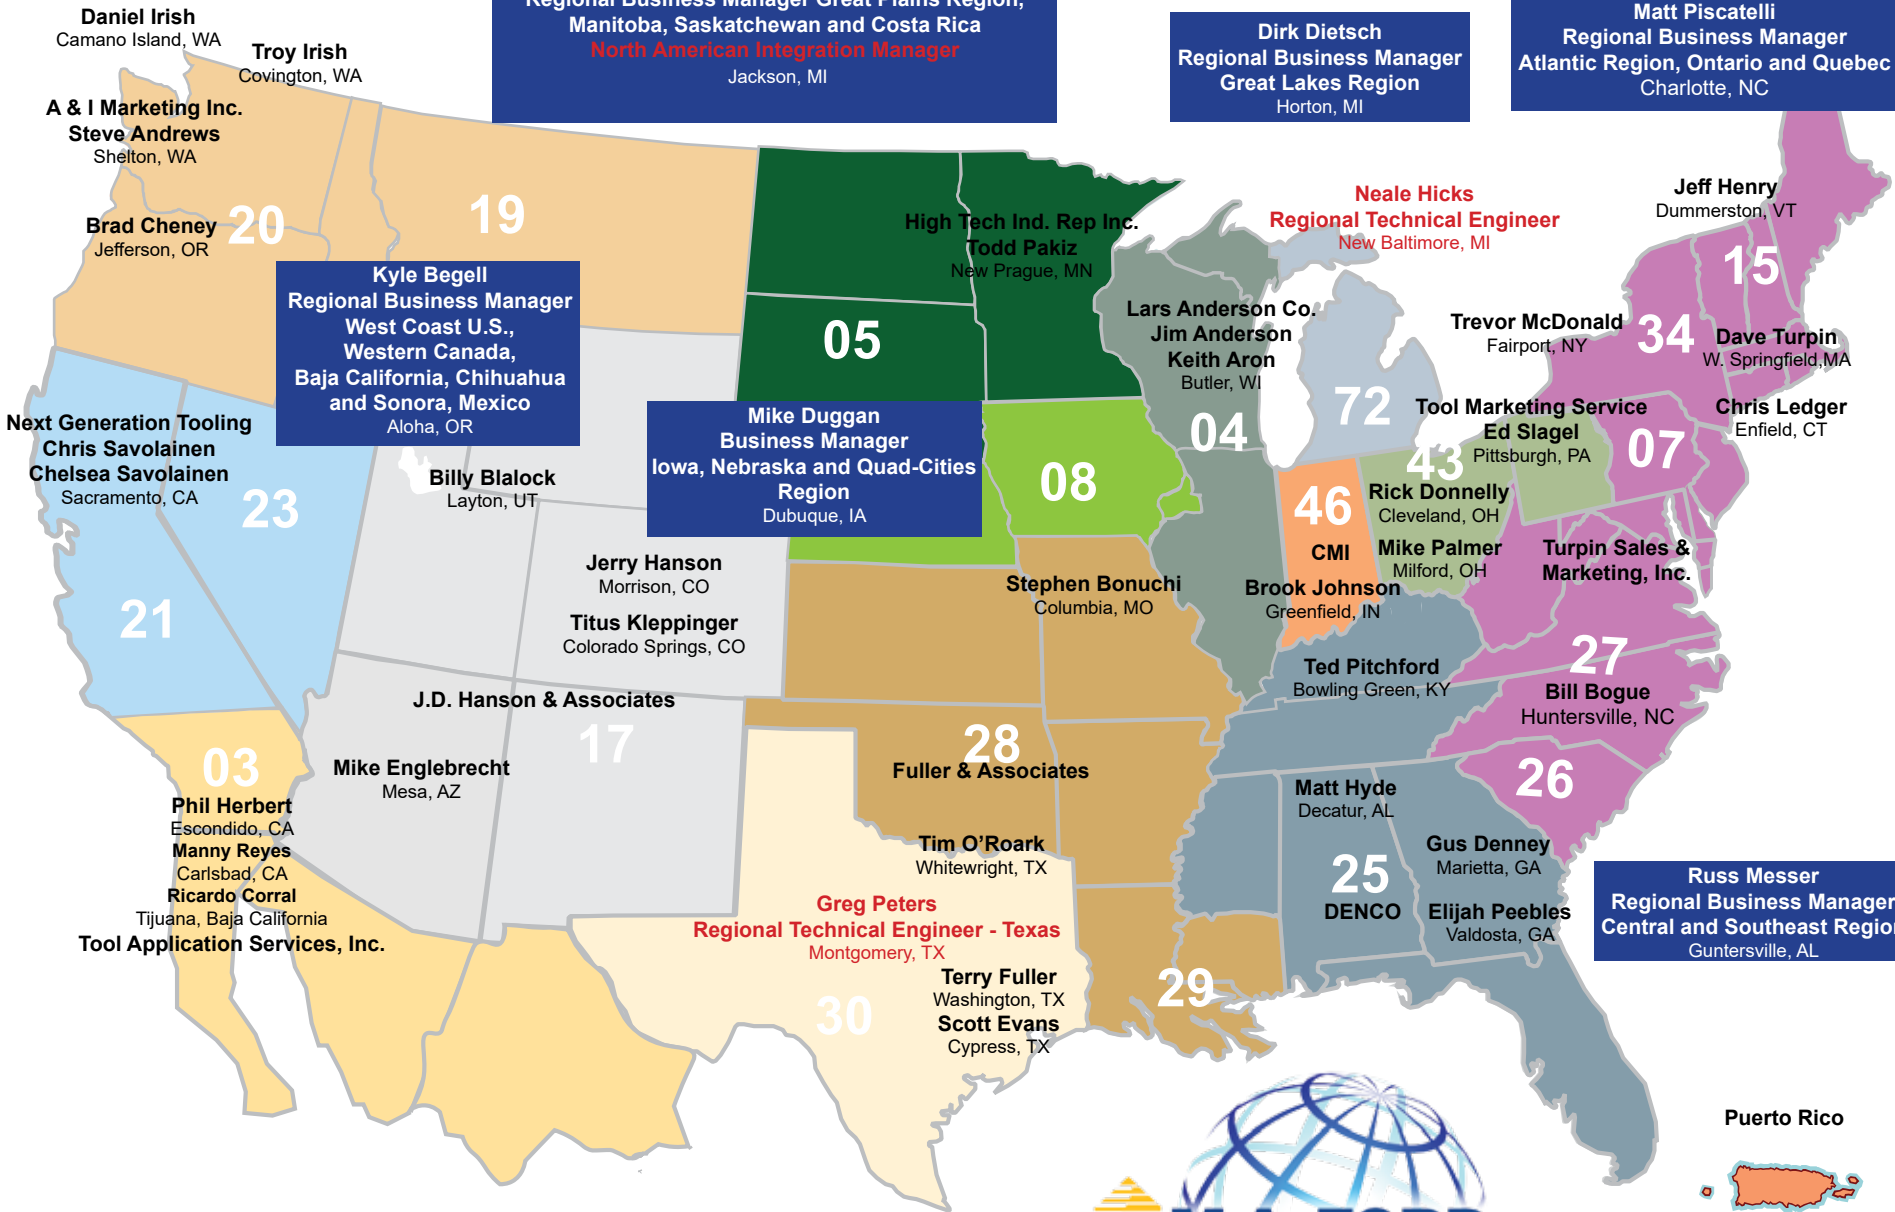 Daniel Irish
Camano Island, WA
Troy Irish
Covington, WA
A & I Marketing Inc.
Steve Andrews
Shelton, WA
Brad Cheney
Jefferson, OR
20
19
Regional Business Manager Great Plains Region,
Manitoba, Saskatchewan and Costa Rica
North American Integration Manager
Jackson, MI
Dirk Dietsch
Regional Business Manager
Great Lakes Region
Horton, MI
Matt Piscatelli
Regional Business Manager
Atlantic Region, Ontario and Quebec
Charlotte, NC
Kyle Begell
Regional Business Manager
West Coast U.S.,
Western Canada,
Baja California, Chihuahua
and Sonora, Mexico
Aloha, OR
High Tech Ind. Rep Inc.
Todd Pakiz
New Prague, MN
05
Neale Hicks
Regional Technical Engineer
New Baltimore, MI
Jeff Henry
Dummerston, VT
15
Lars Anderson Co.
Jim Anderson
Keith Aron
Butler, WI
04
72
Trevor McDonald
Fairport, NY
34
Dave Turpin
W. Springfield,MA
Next Generation Tooling
Chris Savolainen
Chelsea Savolainen
Sacramento, CA
23
21
Billy Blalock
Layton, UT
Mike Duggan
Business Manager
Iowa, Nebraska and Quad-Cities
Region
Dubuque, IA
08
Tool Marketing Service
Ed Slagel
Pittsburgh, PA
43
07
Chris Ledger
Enfield, CT
46
CMI
Brook Johnson
Greenfield, IN
Rick Donnelly
Cleveland, OH
Mike Palmer
Milford, OH
Turpin Sales &
Marketing, Inc.
Jerry Hanson
Morrison, CO
Titus Kleppinger
Colorado Springs, CO
Stephen Bonuchi
Columbia, MO
J.D. Hanson & Associates
17
Mike Englebrecht
Mesa, AZ
Ted Pitchford
Bowling Green, KY
27
Bill Bogue
Huntersville, NC
26
03
Phil Herbert
Escondido, CA
Manny Reyes
Carlsbad, CA
Ricardo Corral
Tijuana, Baja California
Tool Application Services, Inc.
28
Fuller & Associates
Tim O’Roark
Whitewright, TX
Greg Peters
Regional Technical Engineer - Texas
Montgomery, TX
Terry Fuller
Washington, TX
Scott Evans
Cypress, TX
30
29
Matt Hyde
Decatur, AL
Gus Denney
Marietta, GA
25
DENCO
Elijah Peebles
Valdosta, GA
Russ Messer
Regional Business Manager
Central and Southeast Region
Guntersville, AL
Puerto Rico